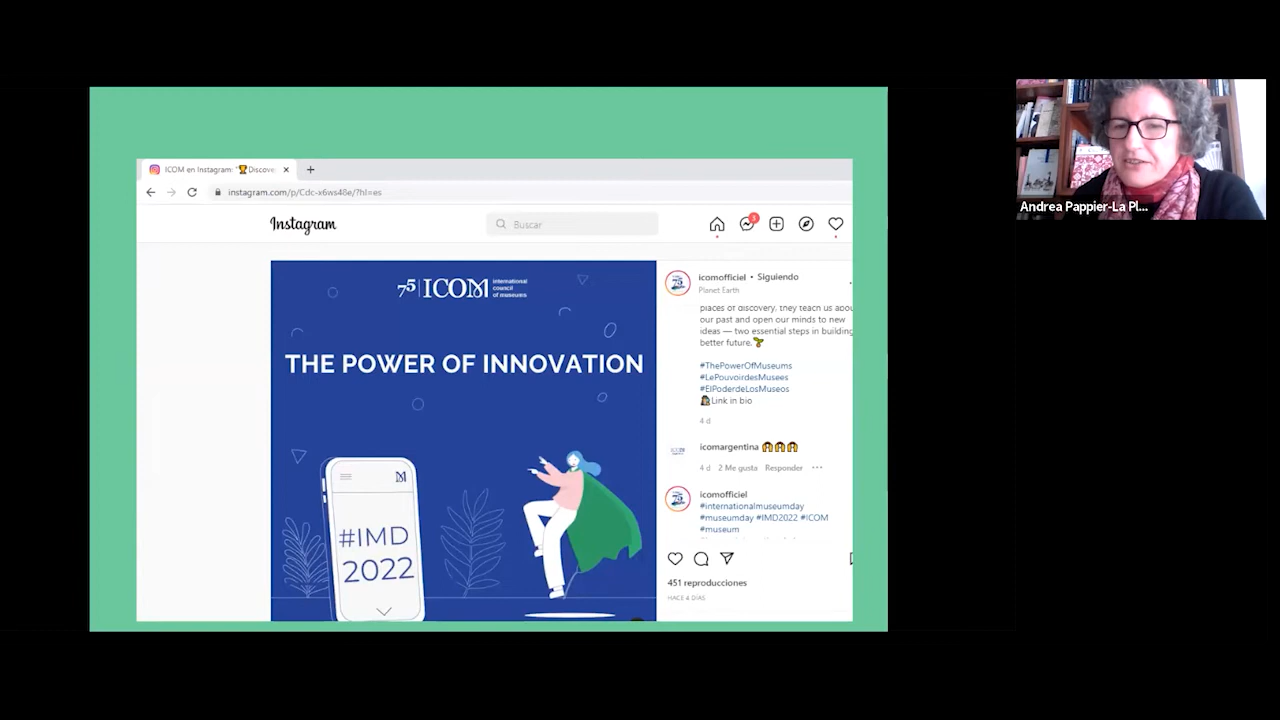 ICOM en Instagram: "🏆Discove
instagram.com/p/Cdc-x6ws48e/?hl=es
Instagram
Buscar
3
75 ICOM international
council
of museums
THE POWER OF INNOVATION
#IMD
2022
icomofficiel • Siguiendo
Planet Earth
places of discovery, they teach us abou
our past and open our minds to new
ideas — two essential steps in building
better future.
#ThePowerOfMuseums
#LePouvoirdesMusees
#ElPoderdeLosMuseos
Link in bio
4 d
icomargentina
4 d 2 Me gusta Responder ···
icomofficiel
#internationalmuseumday
#museumday #IMD2022 #ICOM
#museum
451 reproducciones
HACE 4 DÍAS
Andrea Pappier-La Pl...